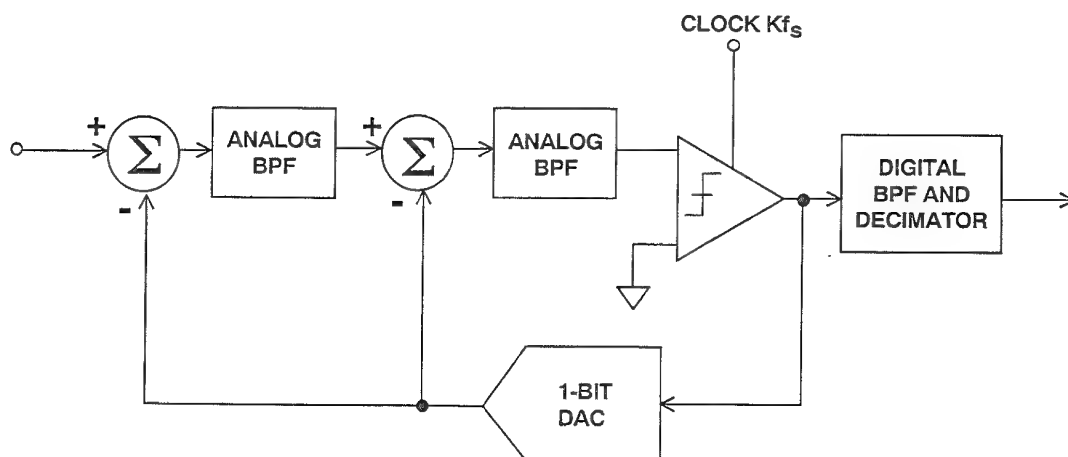 CLOCK Kfs
+
Σ
-
ANALOG
BPF
+
Σ
-
ANALOG
BPF
DIGITAL
BPF AND
DECIMATOR
1-BIT
DAC